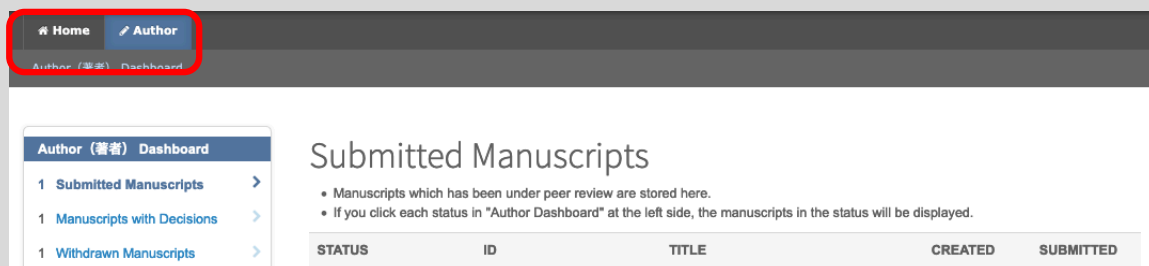 Home Author
Author（著者） Dashboard
Author（著者） Dashboard
1 Submitted Manuscripts
1 Manuscripts with Decisions
1 Withdrawn Manuscripts
Submitted Manuscripts
• Manuscripts which has been under peer review are stored here.
• If you click each status in "Author Dashboard" at the left side, the manuscripts in the status will be displayed.
STATUS ID TITLE CREATED SUBMITTED